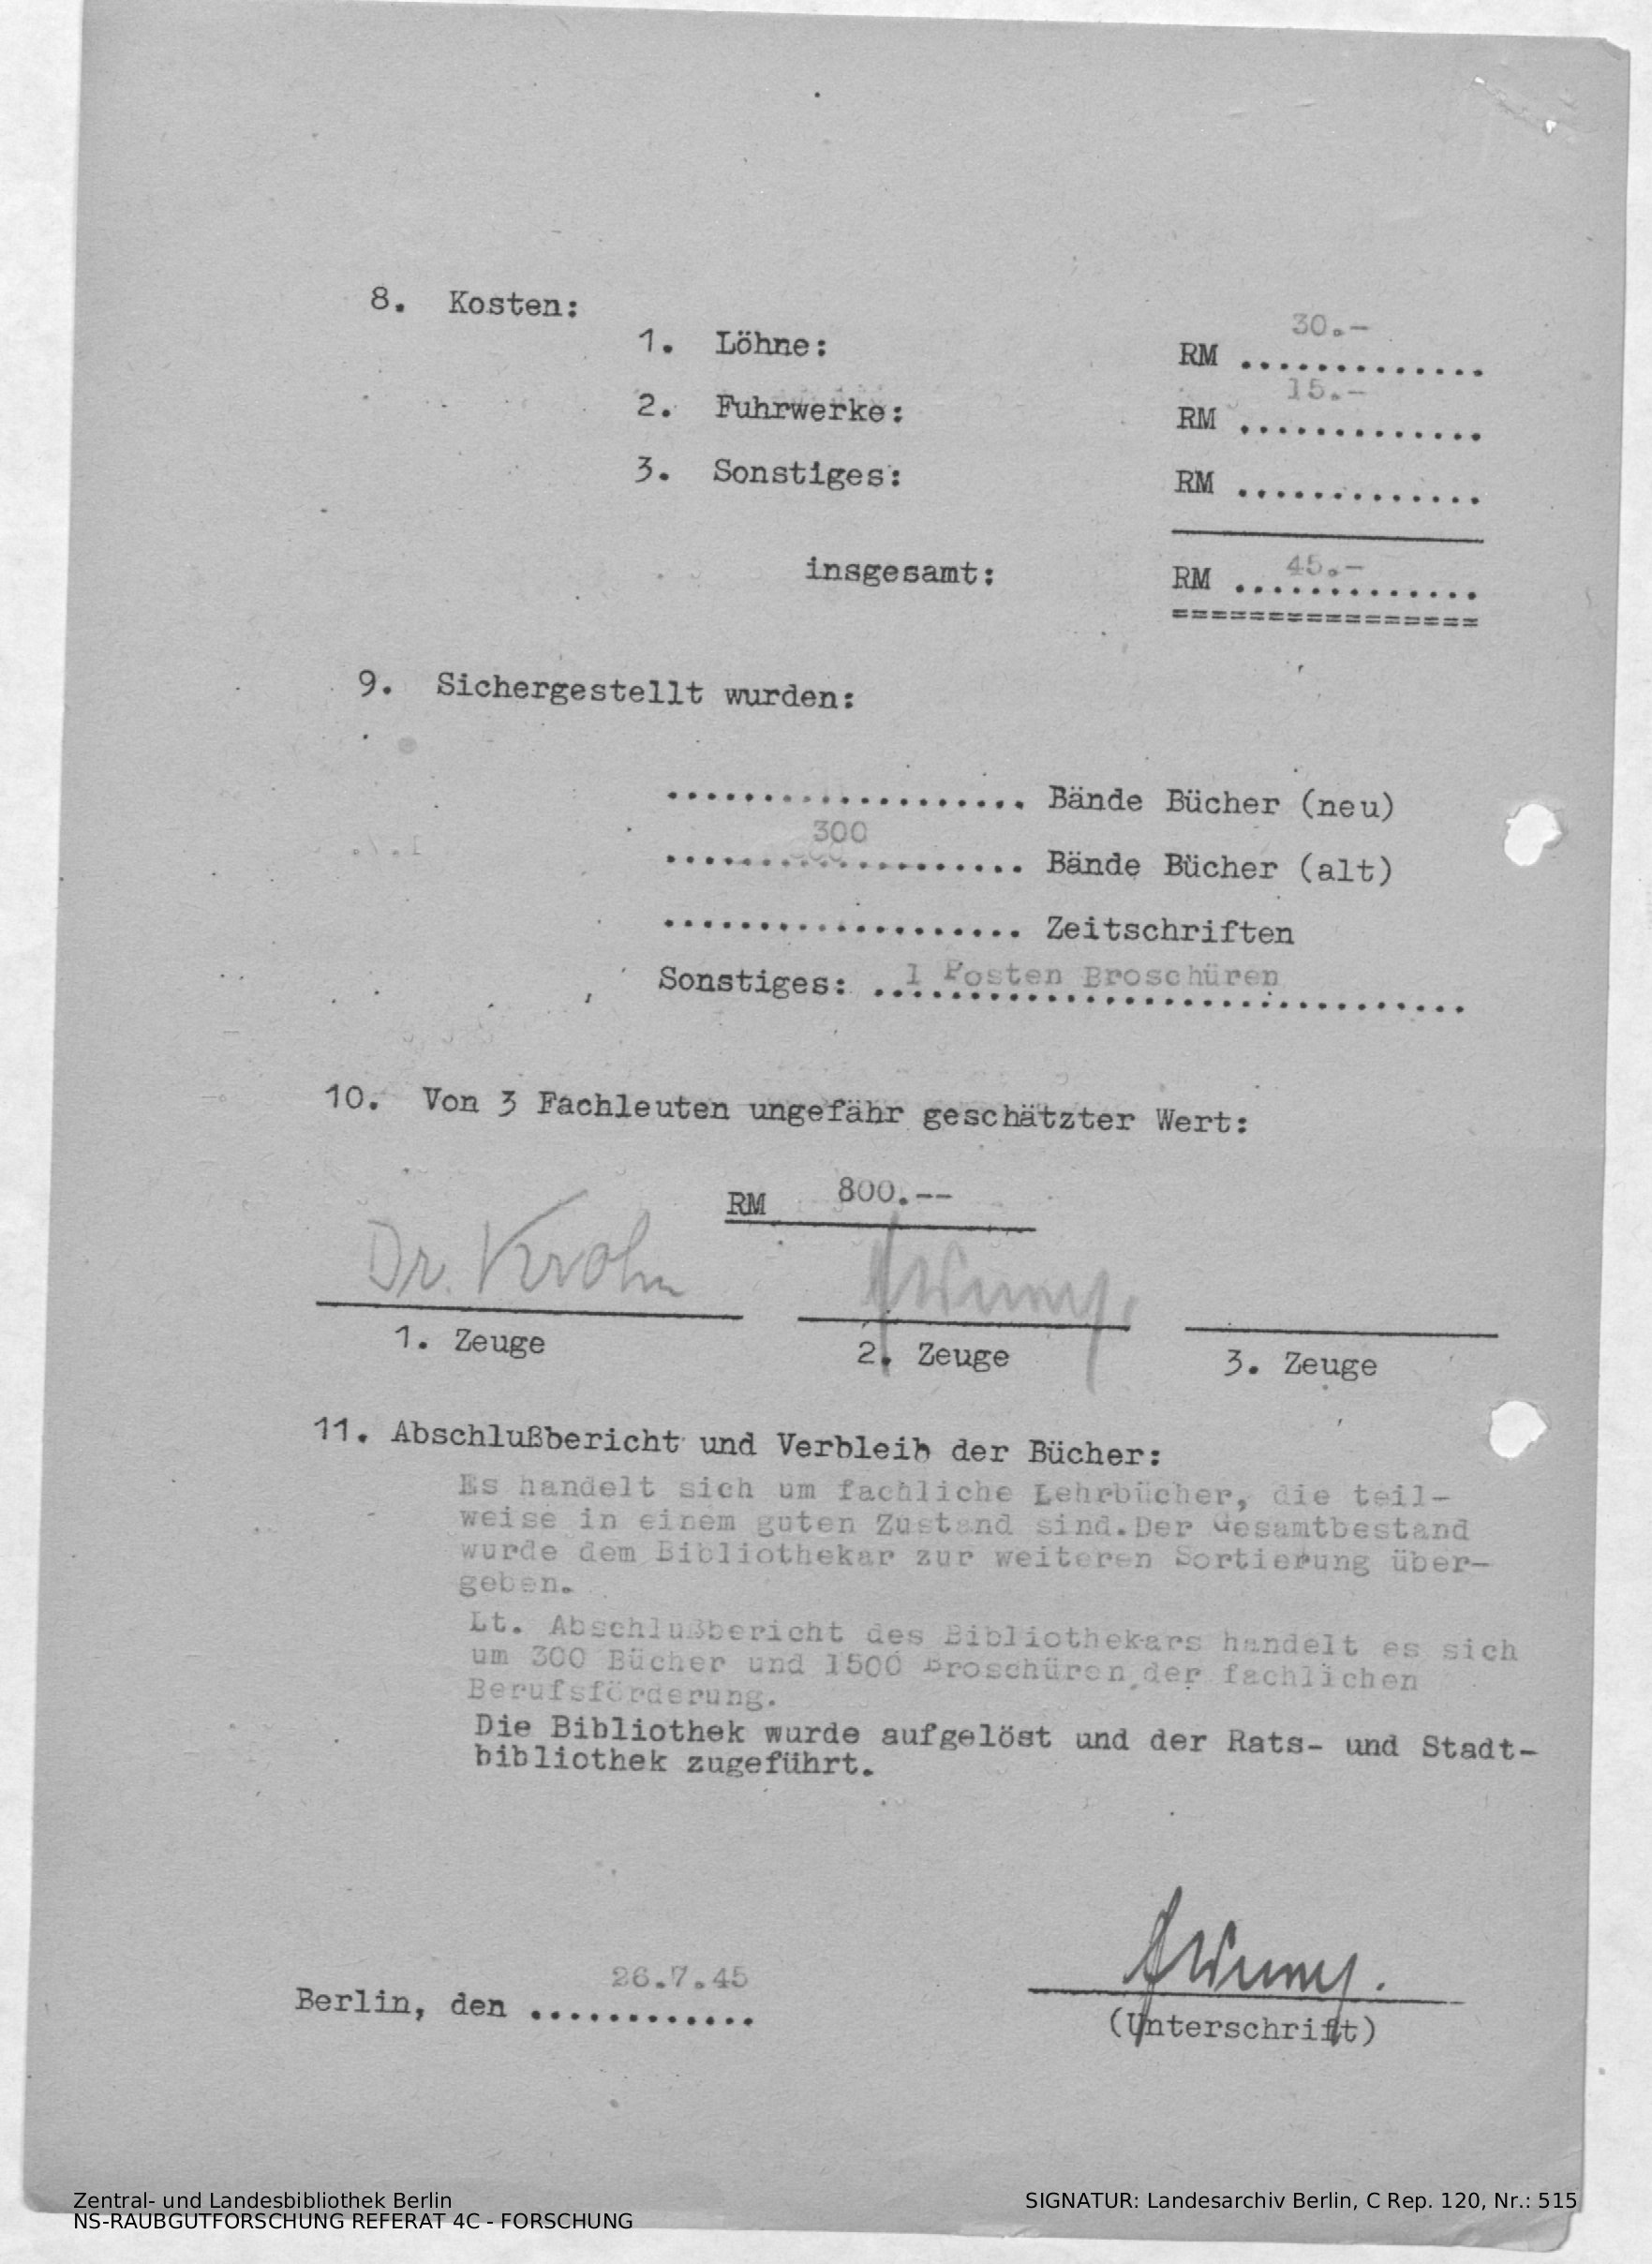 8. Kosten:
30.-
1. Löhne: RM .............
15.-
2. Fuhrwerke: RM .............
3. Sonstiges: RM .............
insgesamt: RM 45.- .............
================
9. Sichergestellt wurden:
................... Bände Bücher (neu)
300
................... Bände Bücher (alt)
................... Zeitschriften
Sonstiges: 1 Posten Broschüren
10. Von 3 Fachleuten ungefähr geschätzter Wert:
RM 800.--
Dr. Krohn
1. Zeuge 2. Zeuge 3. Zeuge
11. Abschlußbericht und Verbleib der Bücher:
Es handelt sich um fachliche Lehrbücher, die teil-
weise in einem guten Zustand sind.Der Gesamtbestand
wurde dem Bibliothekar zur weiteren Sortierung über-
geben.
Lt. Abschlußbericht des Bibliothekars handelt es sich
um 300 Bücher und 1500 Broschüren der fachlichen
Berufsförderung.
Die Bibliothek wurde aufgelöst und der Rats- und Stadt-
bibliothek zugeführt.
26.7.45
Berlin, den ............
(Unterschrift)
Zentral- und Landesbibliothek Berlin
NS-RAUBGUTFORSCHUNG REFERAT 4C - FORSCHUNG
SIGNATUR: Landesarchiv Berlin, C Rep. 120, Nr.: 515